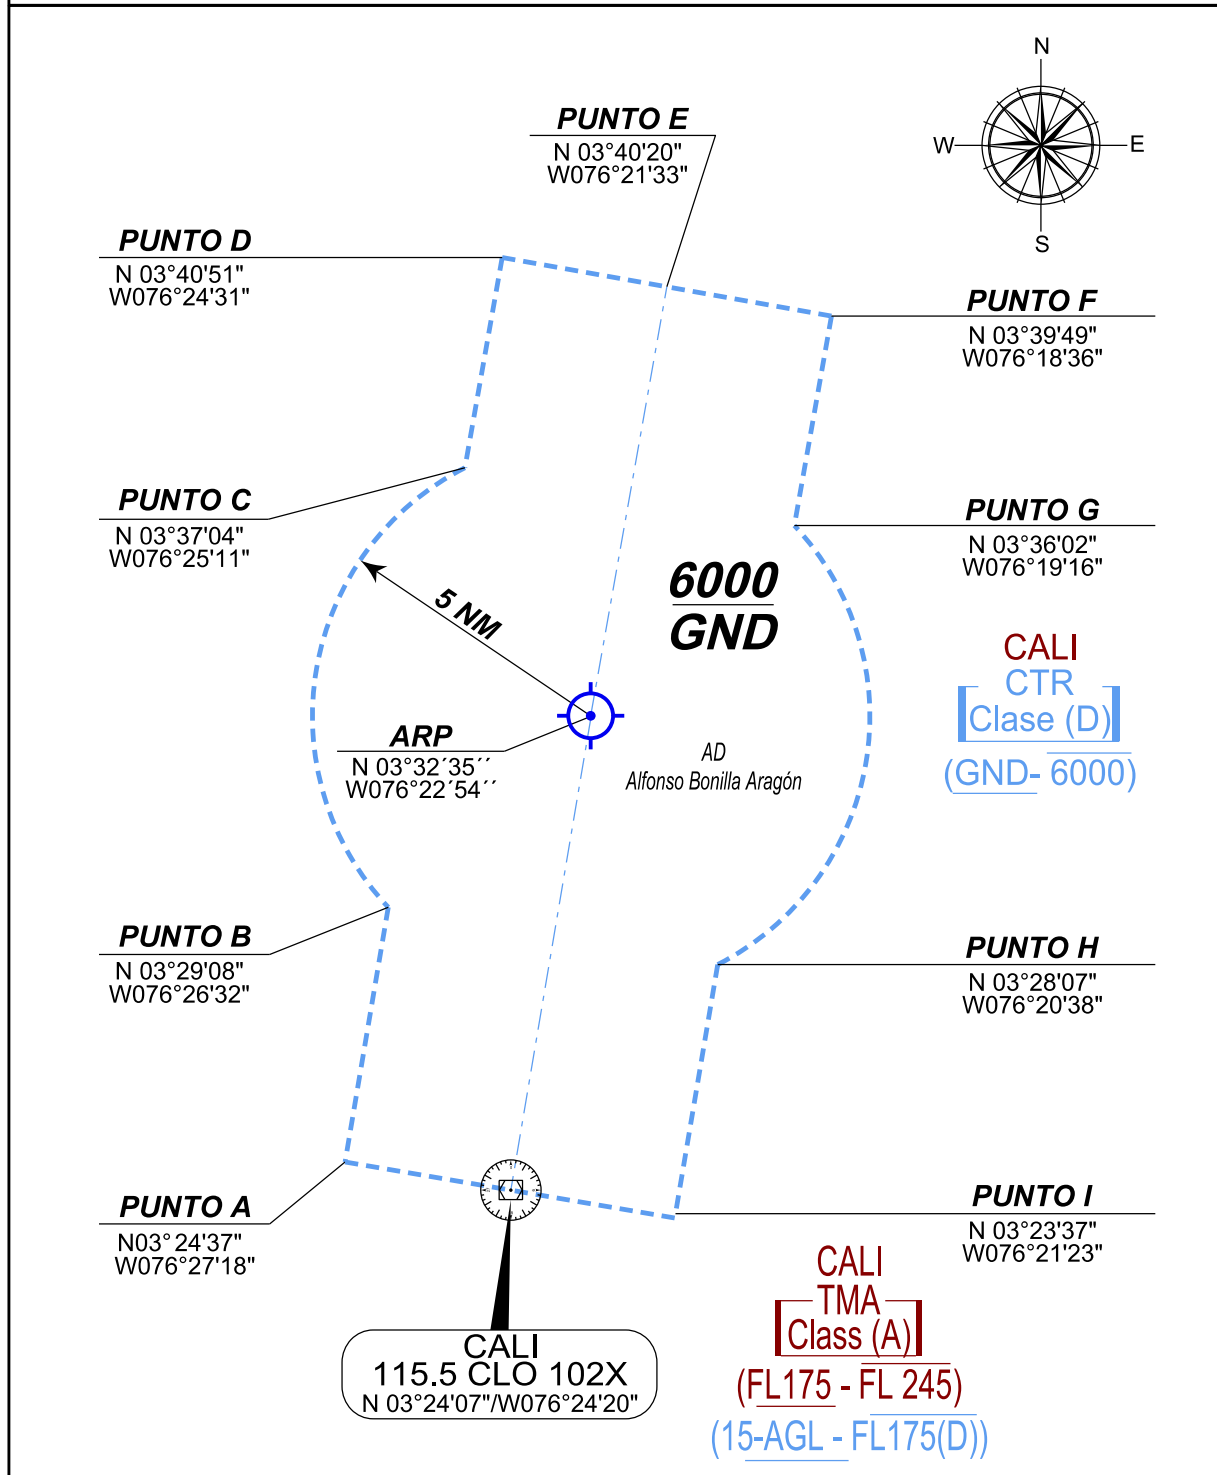 N
W
E
S
PUNTO E
N 03°40'20"
W076°21'33"
PUNTO D
N 03°40'51"
W076°24'31"
PUNTO F
N 03°39'49"
W076°18'36"
PUNTO C
N 03°37'04"
W076°25'11"
PUNTO G
N 03°36'02"
W076°19'16"
6000
GND
5 NM
CALI
CTR
Clase (D)
(GND- 6000)
ARP
N 03°32´35´´
W076°22´54´´
AD
Alfonso Bonilla Aragón
PUNTO B
N 03°29'08"
W076°26'32"
PUNTO H
N 03°28'07"
W076°20'38"
PUNTO A
N03°24'37"
W076°27'18"
PUNTO I
N 03°23'37"
W076°21'23"
CALI
TMA
Class (A)
(FL175 - FL 245)
(15-AGL - FL175(D))
CALI
115.5 CLO 102X
N 03°24'07"/W076°24'20"